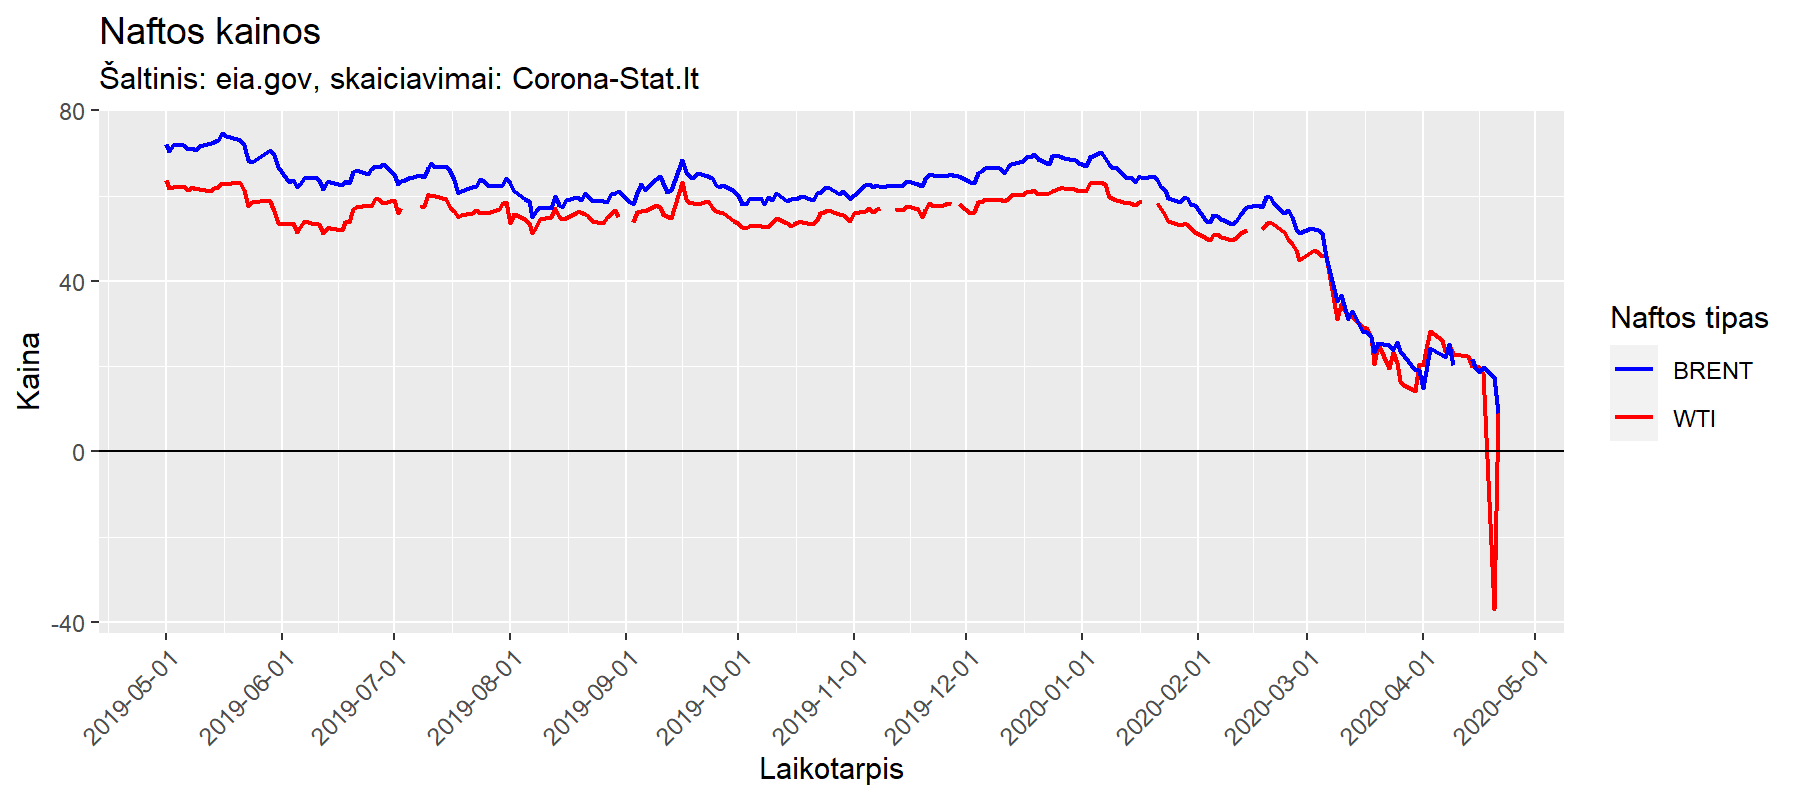 Naftos kainos
Šaltinis: eia.gov, skaiciavimai: Corona-Stat.lt
80
40
0
-40
Kaina
2019-05-01
2019-06-01
2019-07-01
2019-08-01
2019-09-01
2019-10-01
2019-11-01
2019-12-01
2020-01-01
2020-02-01
2020-03-01
2020-04-01
2020-05-01
Laikotarpis
Naftos tipas
BRENT
WTI